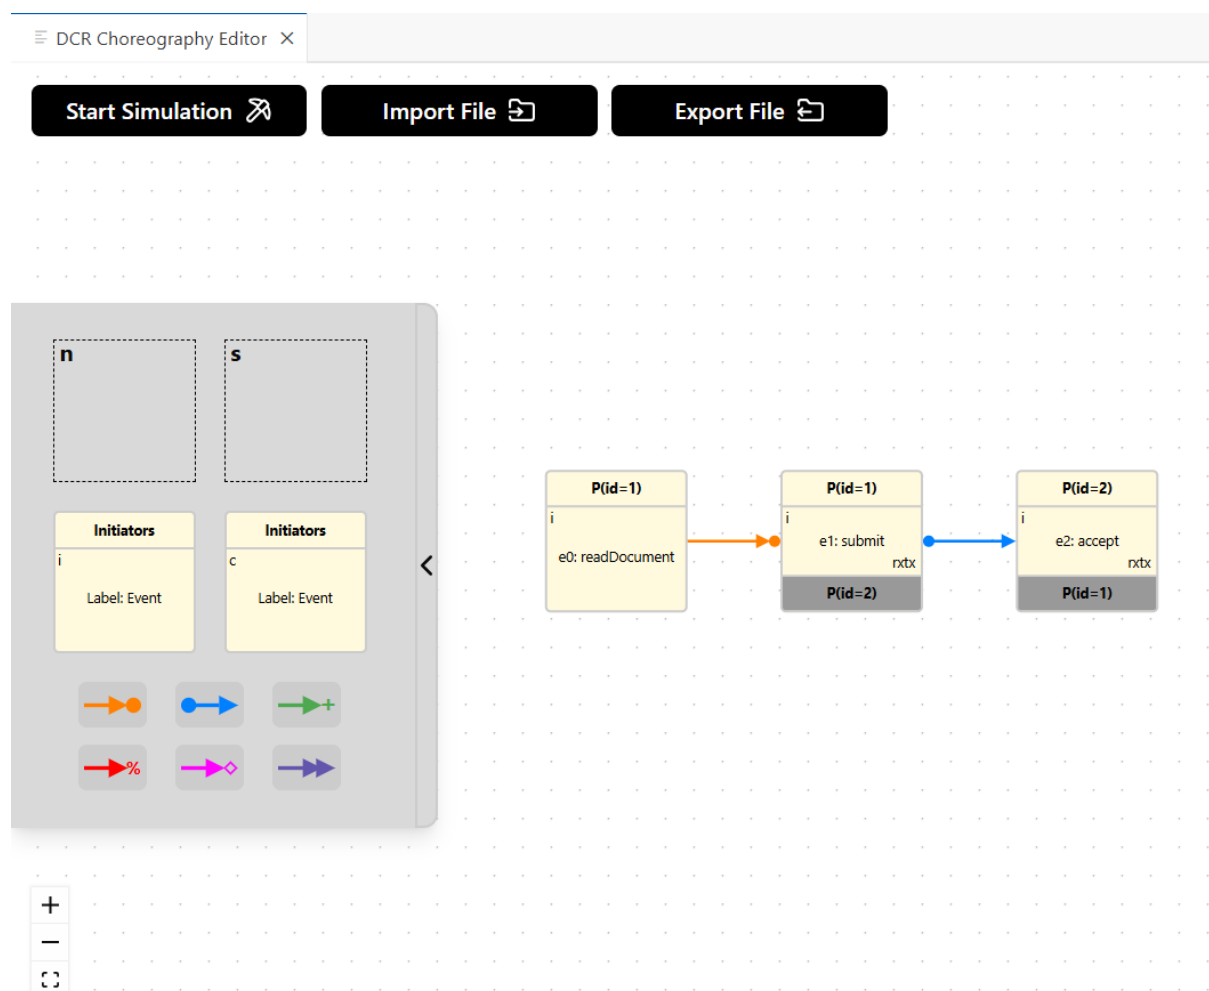 DCR Choreography Editor
Start Simulation
Import File
Export File
n
s
Initiators
i
Label: Event
Initiators
c
Label: Event
+
%
P(id=1)
i
e0: readDocument
P(id=1)
i
e1: submit
rxtx
P(id=2)
P(id=2)
i
e2: accept
rxtx
P(id=1)